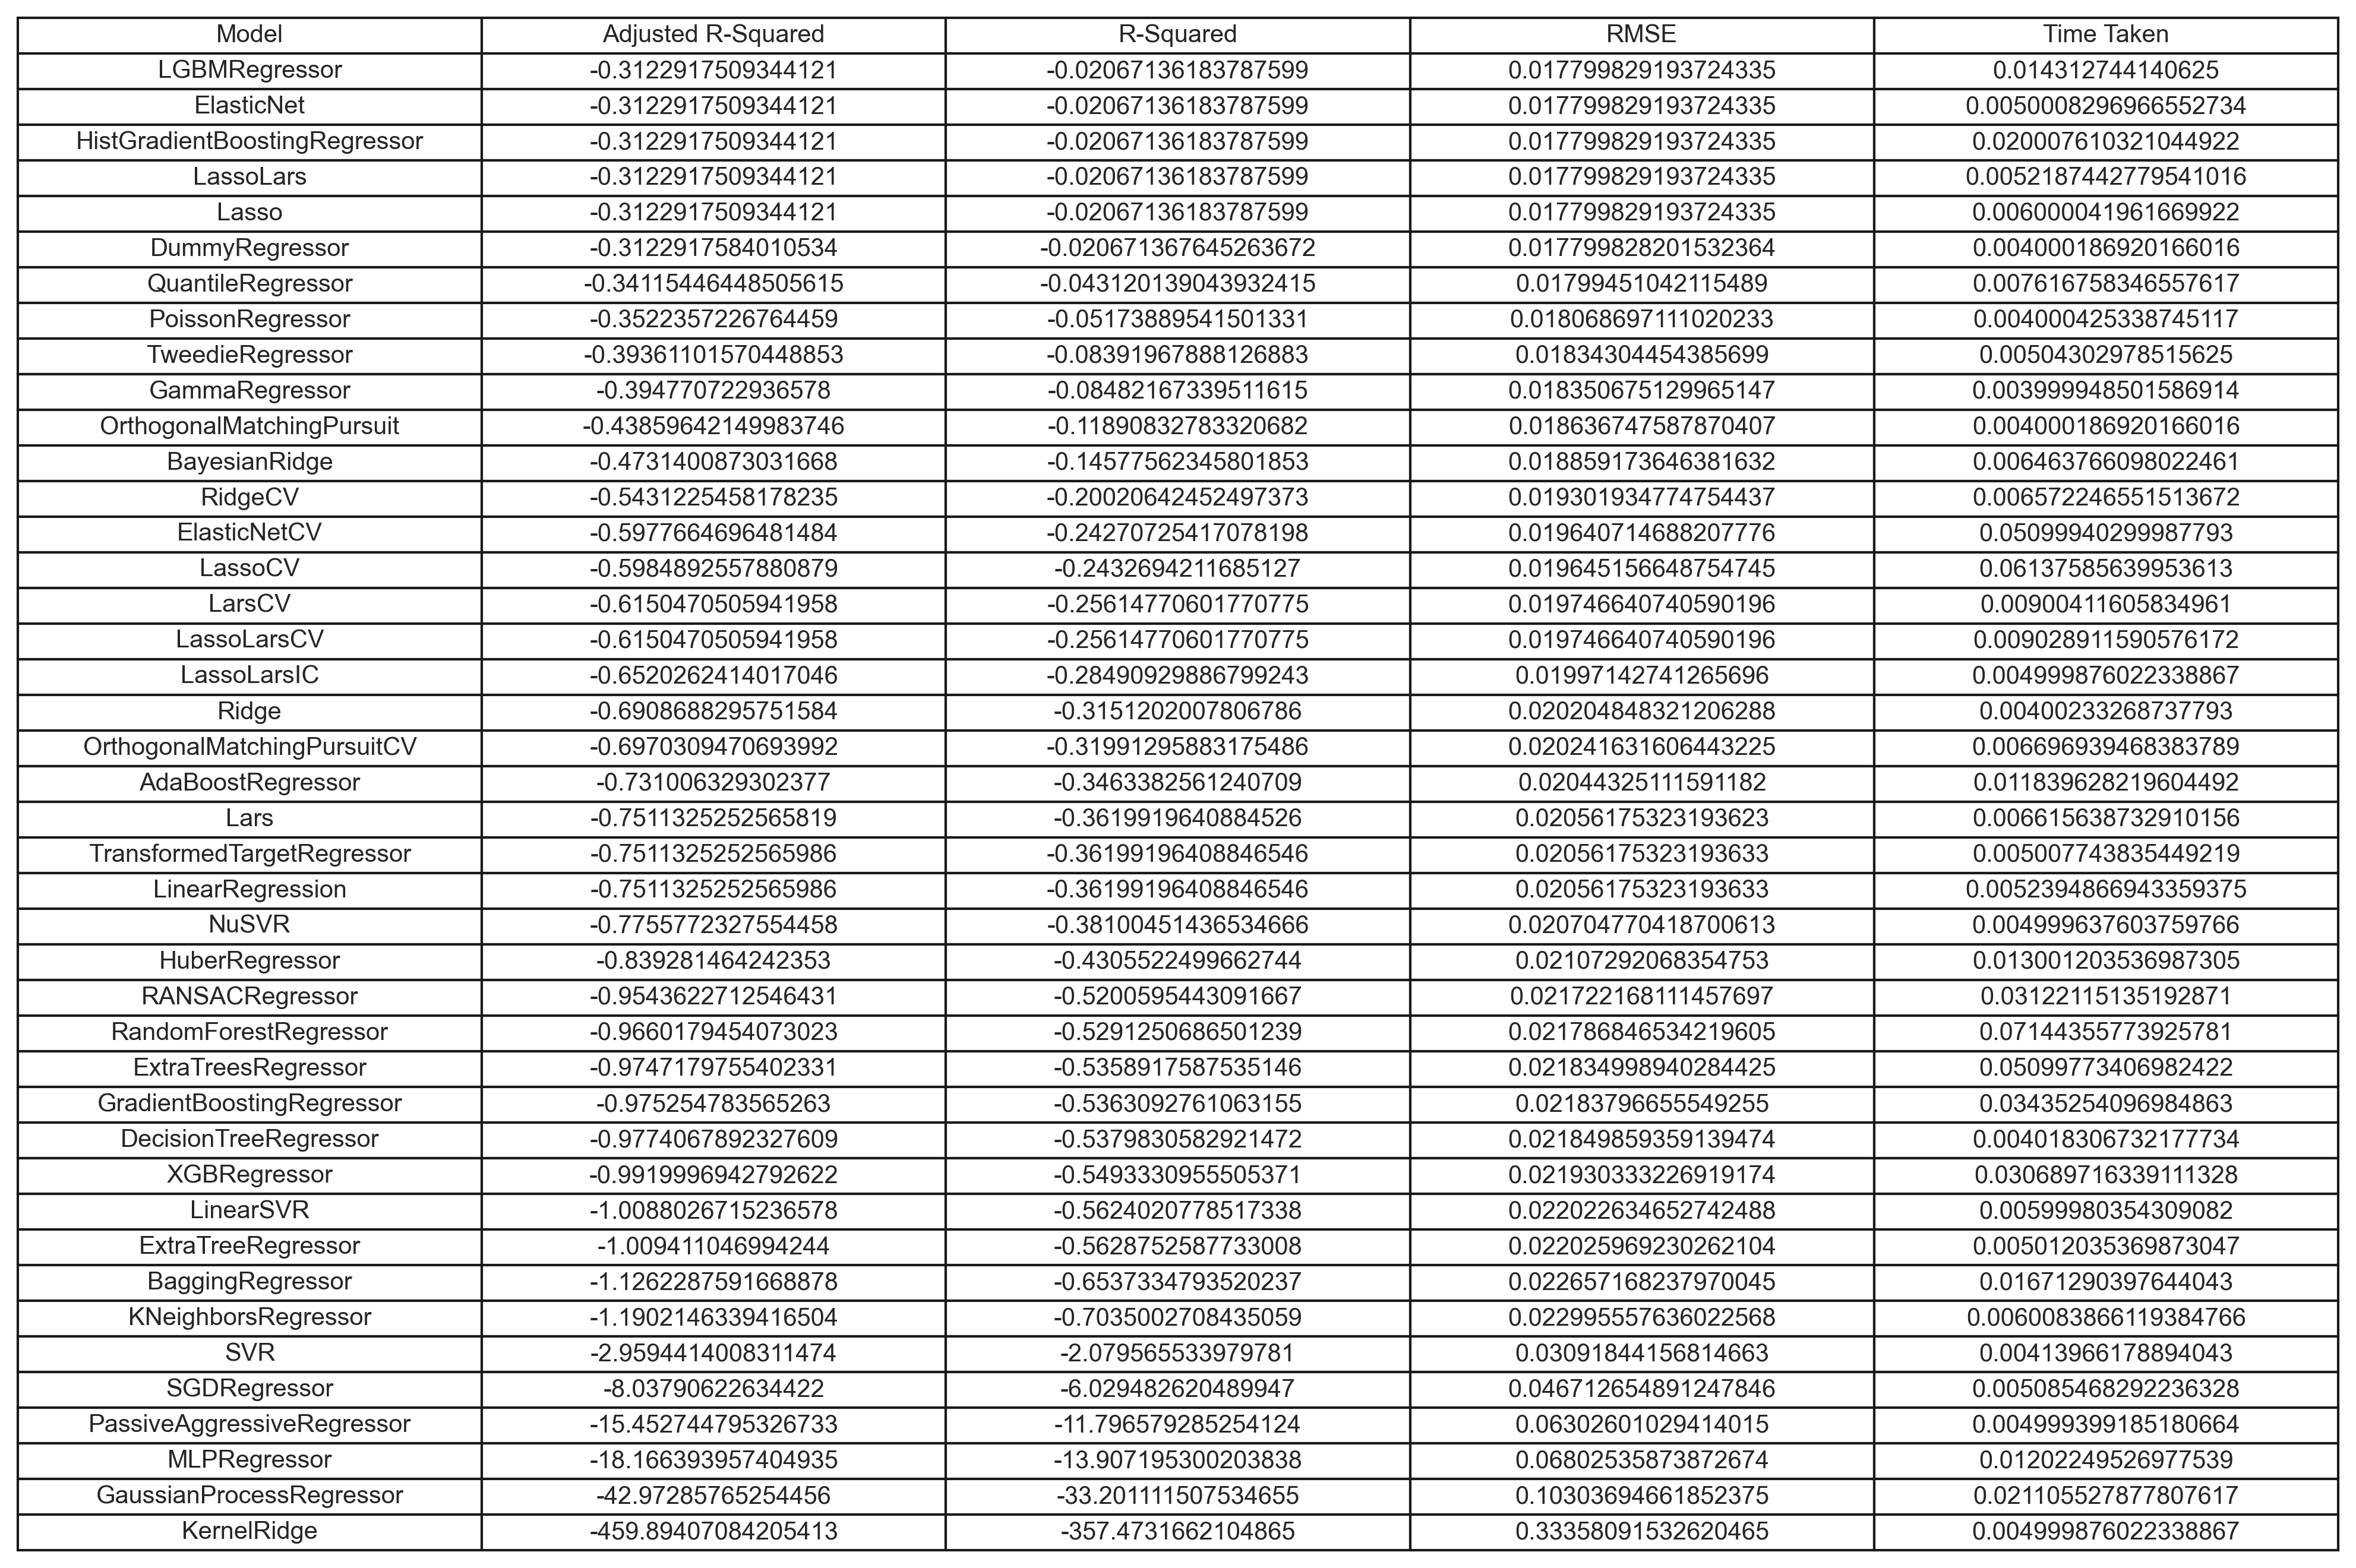 Model Adjusted R-Squared R-Squared RMSE Time Taken
LGBMRegressor -0.3122917509344121 -0.02067136183787599 0.017799829193724335 0.014312744140625
ElasticNet -0.3122917509344121 -0.02067136183787599 0.017799829193724335 0.0050008296966552734
HistGradientBoostingRegressor -0.3122917509344121 -0.02067136183787599 0.017799829193724335 0.020007610321044922
LassoLars -0.3122917509344121 -0.02067136183787599 0.017799829193724335 0.0052187442779541016
Lasso -0.3122917509344121 -0.02067136183787599 0.017799829193724335 0.006000041961669922
DummyRegressor -0.3122917584010534 -0.020671367645263672 0.017799828201532364 0.004000186920166016
QuantileRegressor -0.34115446448505615 -0.043120139043932415 0.01799451042115489 0.007616758346557617
PoissonRegressor -0.3522357226764459 -0.05173889541501331 0.018068697111020233 0.004000425338745117
TweedieRegressor -0.39361101570448853 -0.08391967888126883 0.01834304454385699 0.00504302978515625
GammaRegressor -0.394770722936578 -0.08482167339511615 0.018350675129965147 0.003999948501586914
OrthogonalMatchingPursuit -0.43859642149983746 -0.11890832783320682 0.018636747587870407 0.004000186920166016
BayesianRidge -0.4731400873031668 -0.14577562345801853 0.018859173646381632 0.006463766098022461
RidgeCV -0.5431225458178235 -0.20020642452497373 0.019301934774754437 0.006572246551513672
ElasticNetCV -0.5977664696481484 -0.24270725417078198 0.019640714688207776 0.05099940299987793
LassoCV -0.5984892557880879 -0.2432694211685127 0.019645156648754745 0.06137585639953613
LarsCV -0.6150470505941958 -0.25614770601770775 0.019746640740590196 0.00900411605834961
LassoLarsCV -0.6150470505941958 -0.25614770601770775 0.019746640740590196 0.009028911590576172
LassoLarsIC -0.6520262414017046 -0.28490929886799243 0.01997142741265696 0.004999876022338867
Ridge -0.6908688295751584 -0.3151202007806786 0.020204848321206288 0.00400233268737793
OrthogonalMatchingPursuitCV -0.6970309470693992 -0.31991295883175486 0.020241631606443225 0.006696939468383789
AdaBoostRegressor -0.731006329302377 -0.3463382561240709 0.02044325111591182 0.011839628219604492
Lars -0.7511325252565819 -0.3619919640884526 0.02056175323193623 0.006615638732910156
TransformedTargetRegressor -0.7511325252565986 -0.36199196408846546 0.02056175323193633 0.005007743835449219
LinearRegression -0.7511325252565986 -0.36199196408846546 0.02056175323193633 0.0052394866943359375
NuSVR -0.7755772327554458 -0.38100451436534666 0.020704770418700613 0.004999637603759766
HuberRegressor -0.839281464242353 -0.4305522499662744 0.02107292068354753 0.013001203536987305
RANSACRegressor -0.9543622712546431 -0.5200595443091667 0.021722168111457697 0.03122115135192871
RandomForestRegressor -0.9660179454073023 -0.5291250686501239 0.021786846534219605 0.07144355773925781
ExtraTreesRegressor -0.9747179755402331 -0.5358917587535146 0.021834998940284425 0.05099773406982422
GradientBoostingRegressor -0.975254783565263 -0.5363092761063155 0.02183796655549255 0.03435254096984863
DecisionTreeRegressor -0.9774067892327609 -0.5379830582921472 0.021849859359139474 0.004018306732177734
XGBRegressor -0.9919996942792622 -0.5493330955505371 0.021930333226919174 0.030689716339111328
LinearSVR -1.0088026715236578 -0.5624020778517338 0.022022634652742488 0.00599980354309082
ExtraTreeRegressor -1.009411046994244 -0.5628752587733008 0.022025969230262104 0.005012035369873047
BaggingRegressor -1.1262287591668878 -0.6537334793520237 0.022657168237970045 0.01671290397644043
KNeighborsRegressor -1.1902146339416504 -0.7035002708435059 0.022995557636022568 0.0060083866119384766
SVR -2.9594414008311474 -2.079565533979781 0.03091844156814663 0.00413966178894043
SGDRegressor -8.03790622634422 -6.029482620489947 0.046712654891247846 0.005085468292236328
PassiveAggressiveRegressor -15.452744795326733 -11.796579285254124 0.06302601029414015 0.004999399185180664
MLPRegressor -18.166393957404935 -13.907195300203838 0.06802535873872674 0.01202249526977539
GaussianProcessRegressor -42.97285765254456 -33.201111507534655 0.10303694661852375 0.021105527877807617
KernelRidge -459.89407084205413 -357.4731662104865 0.33358091532620465 0.004999876022338867